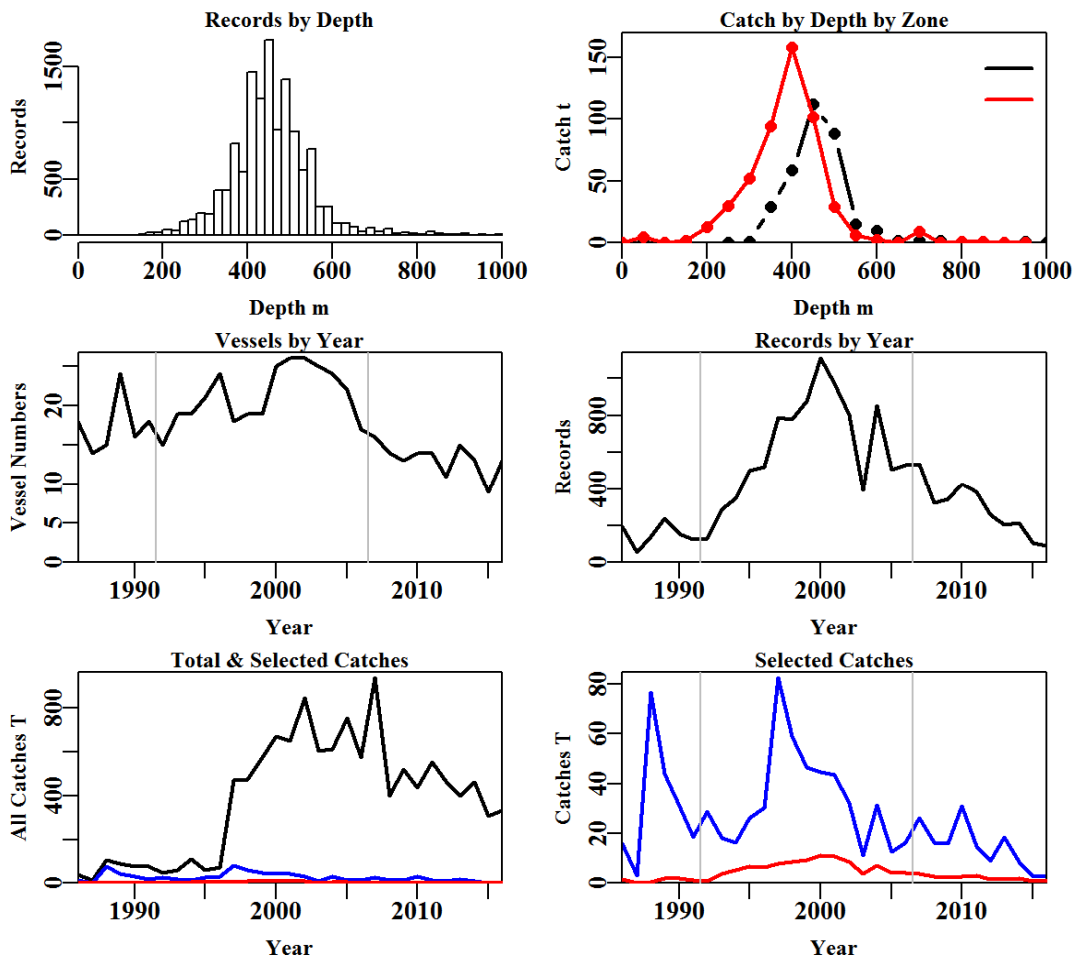 Records by Depth
Records
0
500
1500
0
200
400
600
800
1000
Depth m
Catch by Depth by Zone
Catch t
0
50
100
150
0
200
400
600
800
1000
Depth m
Vessels by Year
Vessel Numbers
0
5
10
20
1990
2000
2010
Year
Records by Year
Records
0
400
800
1990
2000
2010
Year
Total & Selected Catches
All Catches T
0
400
800
1990
2000
2010
Year
Selected Catches
Catches T
0
20
40
60
80
1990
2000
2010
Year